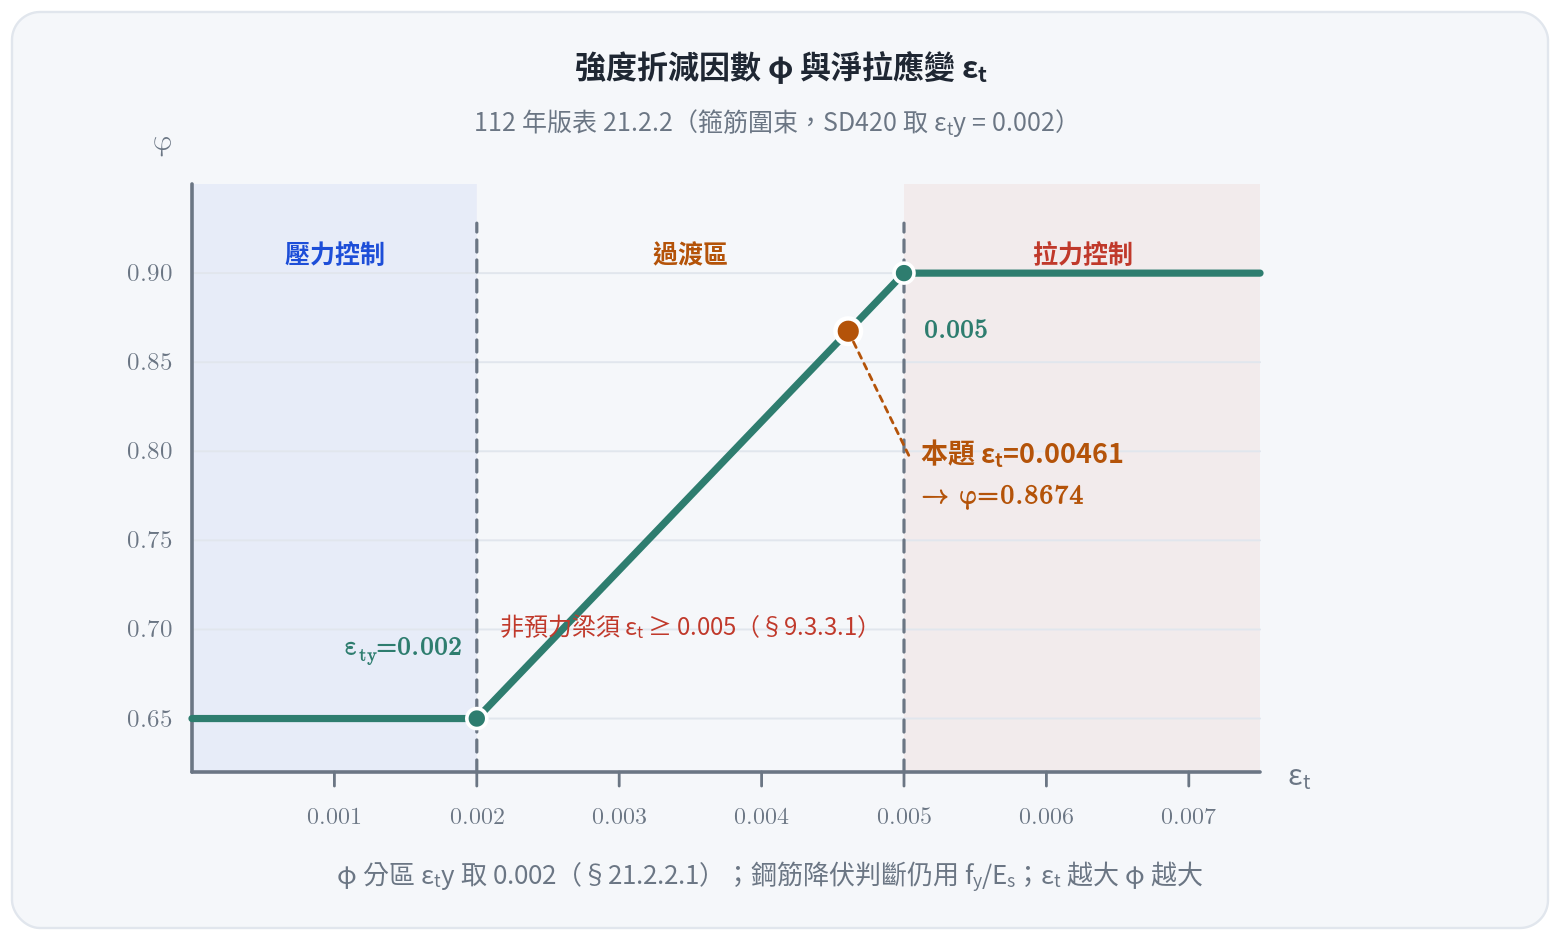 強度折減因數 ϕ 與淨拉應變 εₜ
112 年版表 21.2.2（箍筋圍束，SD420 取 εₜy = 0.002）
φ
壓力控制
過渡區
拉力控制
0.90
0.005
0.85
本題 εₜ=0.00461
→ φ=0.8674
0.80
0.75
非預力梁須 εₜ ≥ 0.005（§9.3.3.1）
0.70
ε_ty=0.002
0.65
εₜ
0.001 0.002 0.003 0.004 0.005 0.006 0.007
ϕ 分區 εₜy 取 0.002（§21.2.2.1）；鋼筋降伏判斷仍用 f_y/Eₛ；εₜ 越大 ϕ 越大